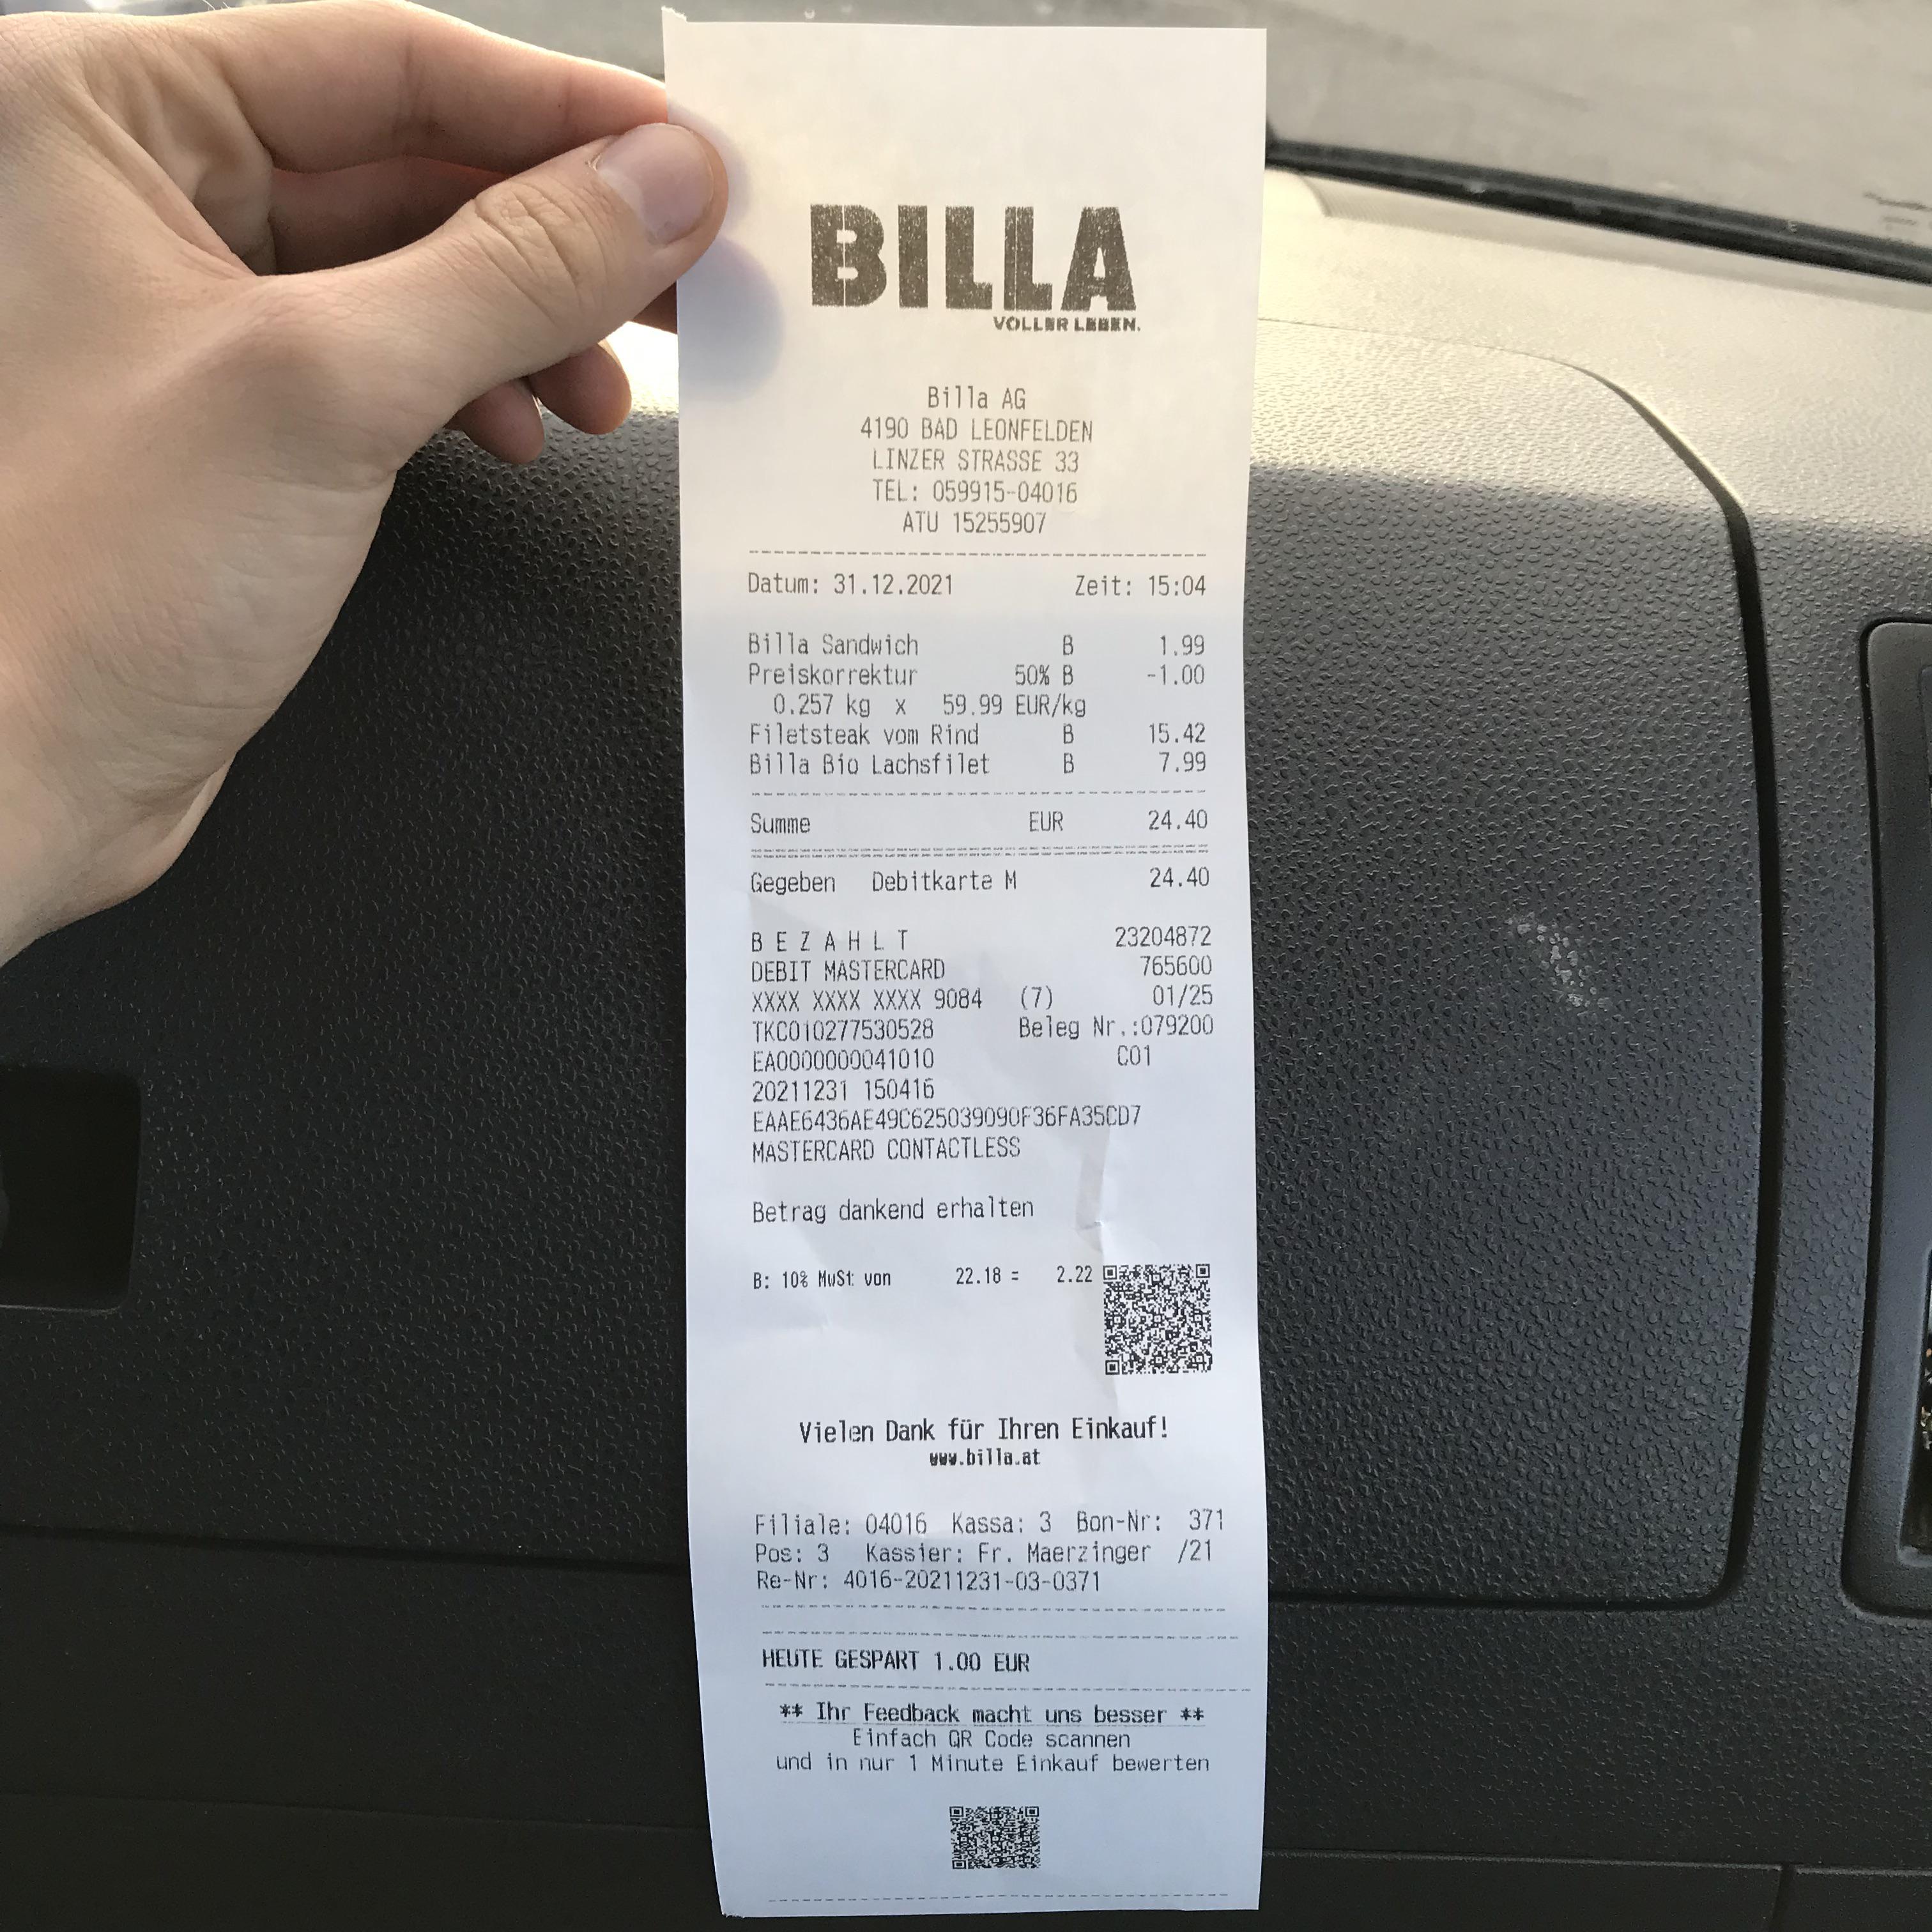 BILLA
VOLLER LEBEN.
Billa AG
4190 BAD LEONFELDEN
LINZER STRASSE 33
TEL: 059915-04016
ATU 15255907
Datum: 31.12.2021 Zeit: 15:04
Billa Sandwich B 1.99
Preiskorrektur 50% B -1.00
0.257 kg x 59.99 EUR/kg
Filetsteak vom Rind B 15.42
Billa Bio Lachsfilet B 7.99
Summe EUR 24.40
Gegeben Debitkarte M 24.40
B E Z A H L T 23204872
DEBIT MASTERCARD 765600
XXXX XXXX XXXX 9084 (7) 01/25
TKC010277530528 Beleg Nr.:079200
EA0000000041010 C01
20211231 150416
EAAE6436AE49C625039090F36FA35CD7
MASTERCARD CONTACTLESS
Betrag dankend erhalten
B: 10% MwSt von 22.18 = 2.22
Vielen Dank für Ihren Einkauf!
www.billa.at
Filiale: 04016 Kassa: 3 Bon-Nr: 371
Pos: 3 Kassier: Fr. Maerzinger /21
Re-Nr: 4016-20211231-03-0371
HEUTE GESPART 1.00 EUR
** Ihr Feedback macht uns besser **
Einfach QR Code scannen
und in nur 1 Minute Einkauf bewerten